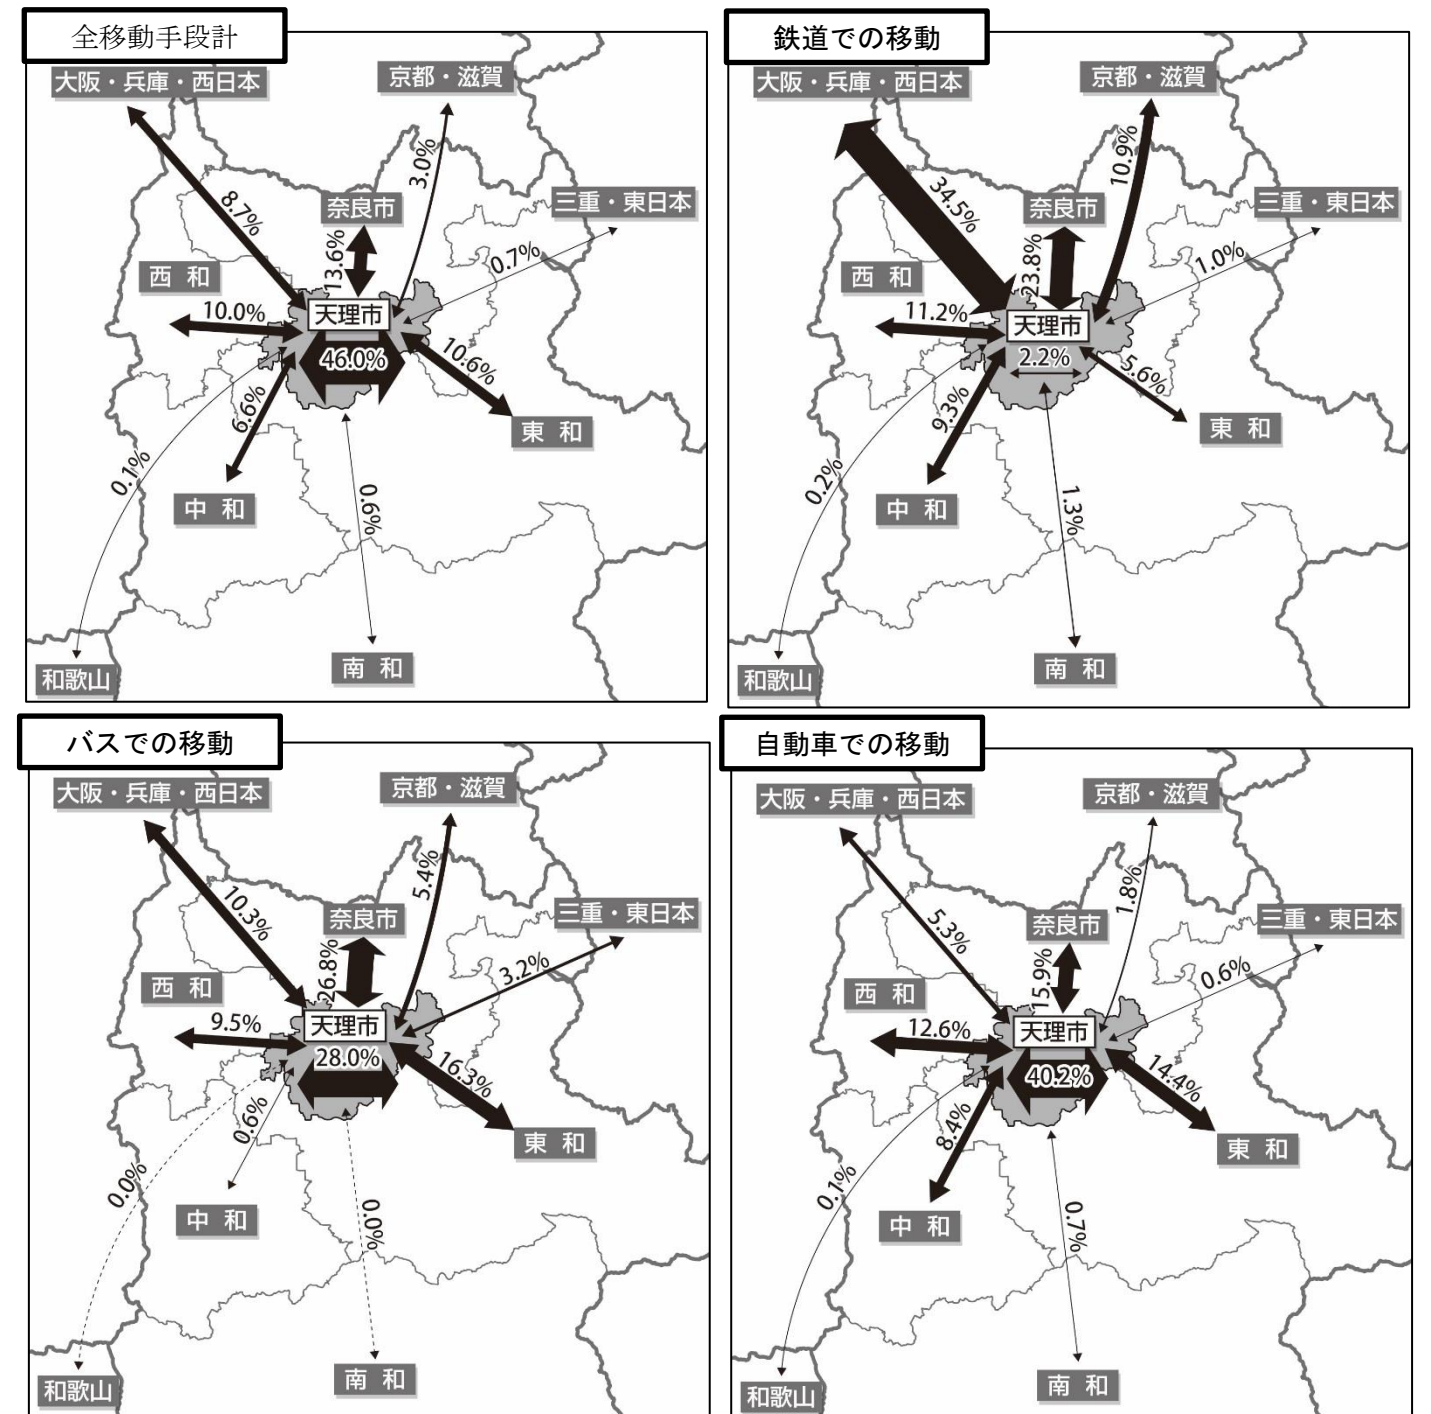 全移動手段計
大阪・兵庫・西日本
京都・滋賀
3.0%
8.7%
奈良市
三重・東日本
13.6%
0.7%
西 和
10.0%
天理市
46.0%
10.6%
6.6%
東 和
0.1%
中 和
0.6%
和歌山
南 和
鉄道での移動
大阪・兵庫・西日本
京都・滋賀
10.9%
34.5%
奈良市
三重・東日本
23.8%
1.0%
西 和
11.2%
天理市
2.2%
5.6%
9.3%
東 和
0.2%
中 和
1.3%
和歌山
南 和
バスでの移動
大阪・兵庫・西日本
京都・滋賀
5.4%
10.3%
奈良市
三重・東日本
26.8%
3.2%
西 和
9.5%
天理市
28.0%
16.3%
0.6%
東 和
0.0%
中 和
0.0%
和歌山
南 和
自動車での移動
大阪・兵庫・西日本
京都・滋賀
1.8%
5.3%
奈良市
三重・東日本
15.9%
0.6%
西 和
12.6%
天理市
40.2%
14.4%
8.4%
東 和
0.1%
中 和
0.7%
和歌山
南 和